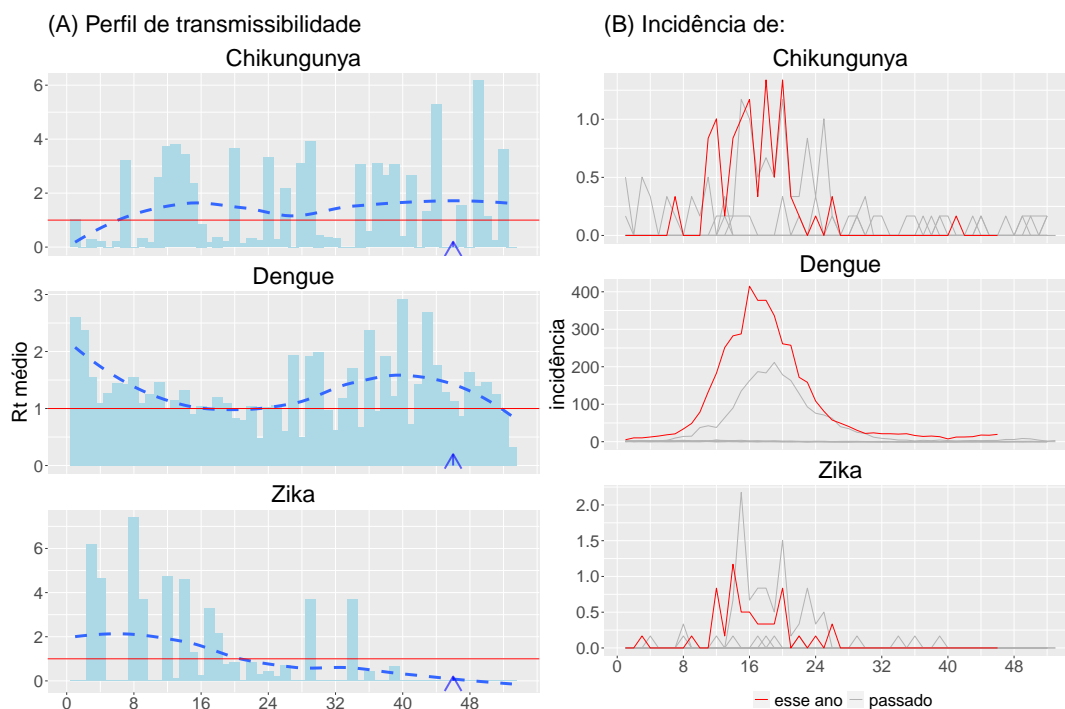 (A) Perfil de transmissibilidade
Chikungunya
6
4
2
0
Dengue
3
2
1
0
Rt médio
Zika
6
4
2
0
0 8 16 24 32 40 48
(B) Incidência de:
Chikungunya
1.0
0.5
0.0
Dengue
400
300
200
100
0
incidência
Zika
2.0
1.5
1.0
0.5
0.0
0 8 16 24 32 40 48
esse ano passado